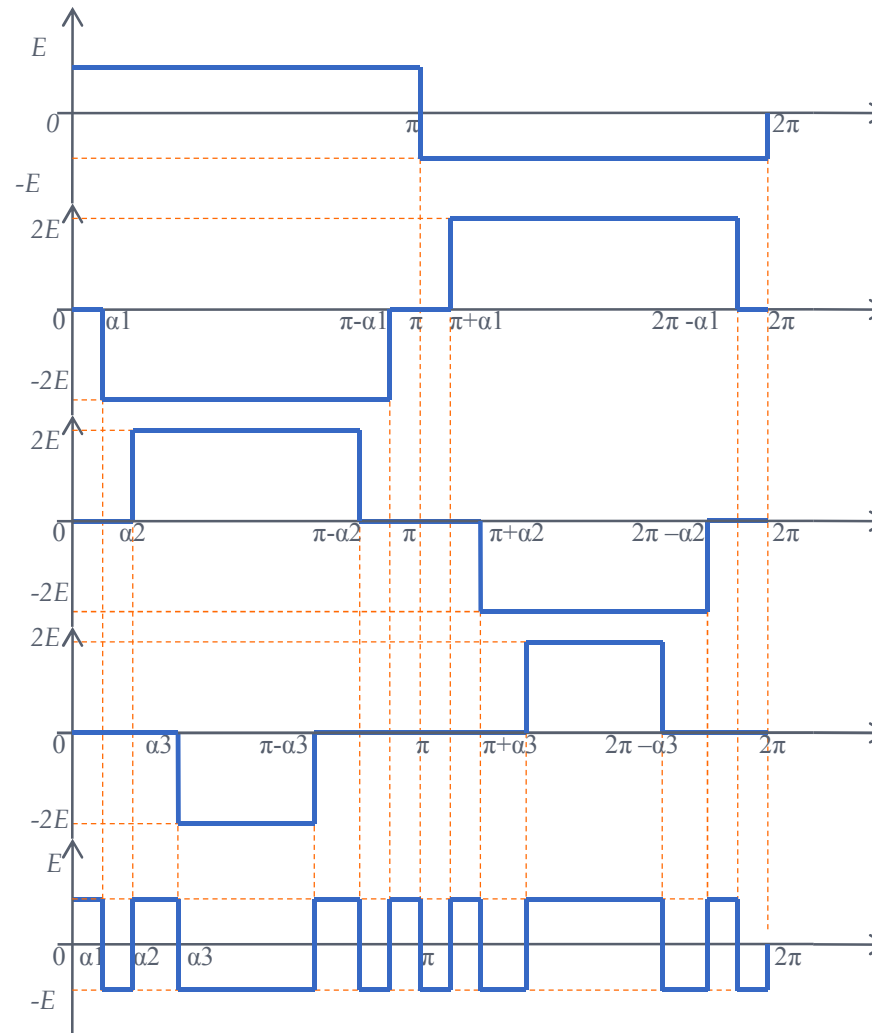 E
0 π 2π
-E
2E
0 α1 π-α1 π π+α1 2π -α1 2π
-2E
2E
0 α2 π-α2 π π+α2 2π –α2 2π
-2E
2E
0 α3 π-α3 π π+α3 2π –α3 2π
-2E
E
0 α1 α2 α3 π 2π
-E